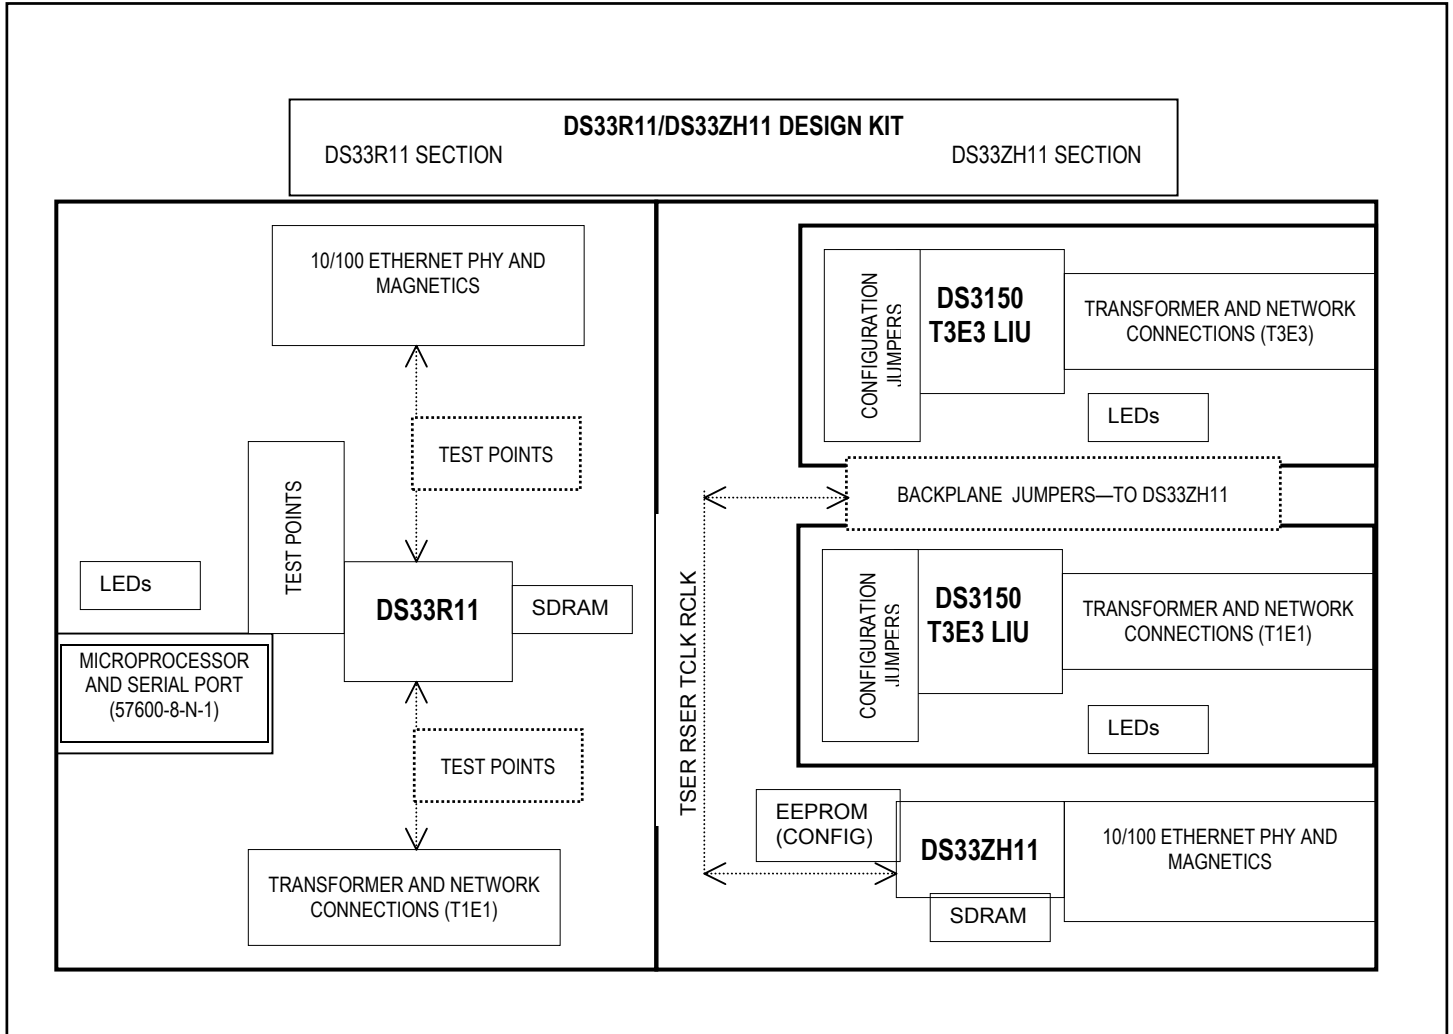 DS33R11/DS33ZH11 DESIGN KIT
DS33R11 SECTION
DS33ZH11 SECTION
10/100 ETHERNET PHY AND
MAGNETICS
TEST POINTS
TEST POINTS
LEDs
DS33R11
SDRAM
MICROPROCESSOR
AND SERIAL PORT
(57600-8-N-1)
TEST POINTS
TRANSFORMER AND NETWORK
CONNECTIONS (T1E1)
CONFIGURATION
JUMPERS
DS3150
T3E3 LIU
TRANSFORMER AND NETWORK
CONNECTIONS (T3E3)
LEDs
BACKPLANE JUMPERS—TO DS33ZH11
TSER RSER TCLK RCLK
CONFIGURATION
JUMPERS
DS3150
T3E3 LIU
TRANSFORMER AND NETWORK
CONNECTIONS (T1E1)
LEDs
EEPROM
(CONFIG)
DS33ZH11
10/100 ETHERNET PHY AND
MAGNETICS
SDRAM